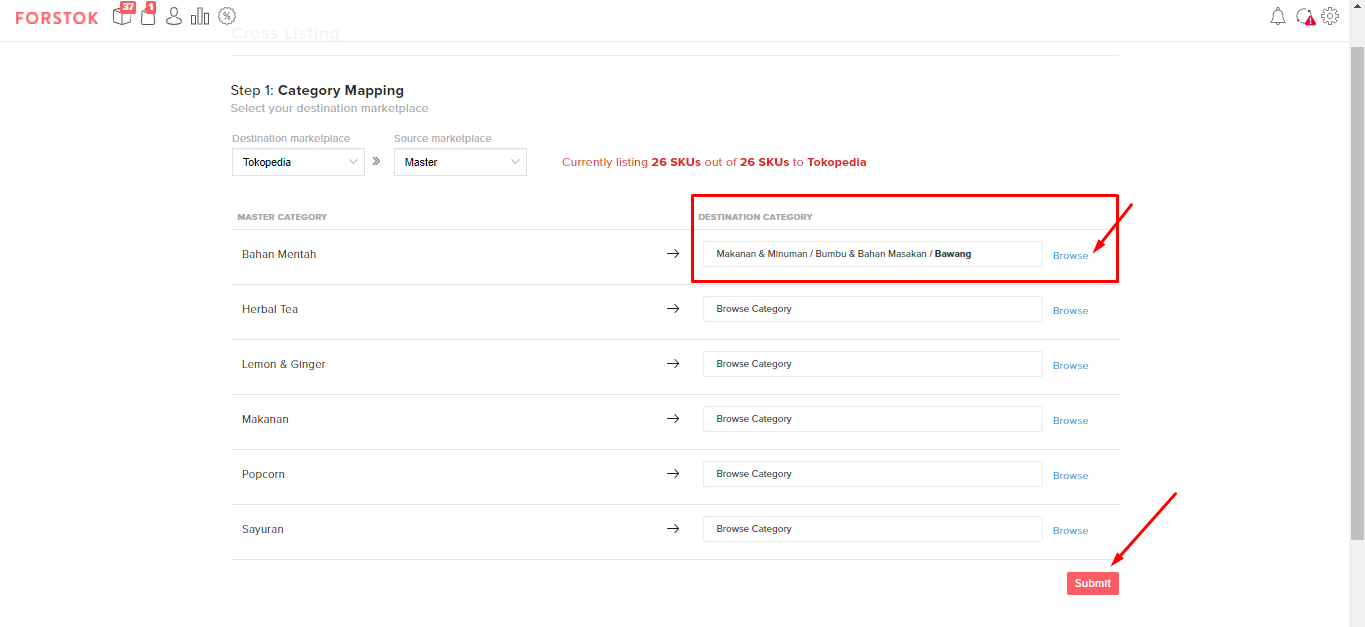 FORSTOK 37 1
Cross Listing
Step 1: Category Mapping
Select your destination marketplace
Destination marketplace Source marketplace
Tokopedia Master Currently listing 26 SKUs out of 26 SKUs to Tokopedia
MASTER CATEGORY DESTINATION CATEGORY
Bahan Mentah → Makanan & Minuman / Bumbu & Bahan Masakan / Bawang Browse
Herbal Tea → Browse Category Browse
Lemon & Ginger → Browse Category Browse
Makanan → Browse Category Browse
Popcorn → Browse Category Browse
Sayuran → Browse Category Browse
Submit